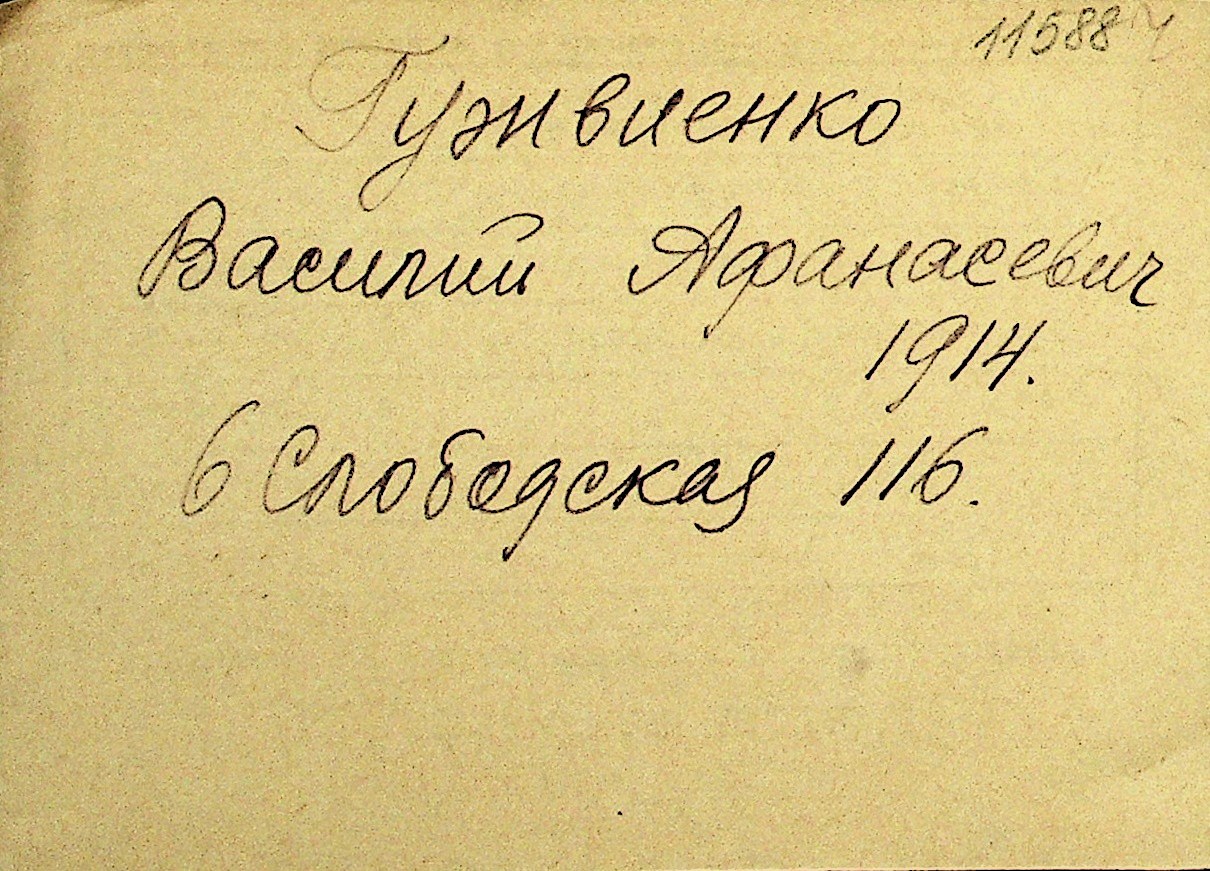 11588
Гужвиенко
Василий Афанасевич
1914.
6 Слободская 116.